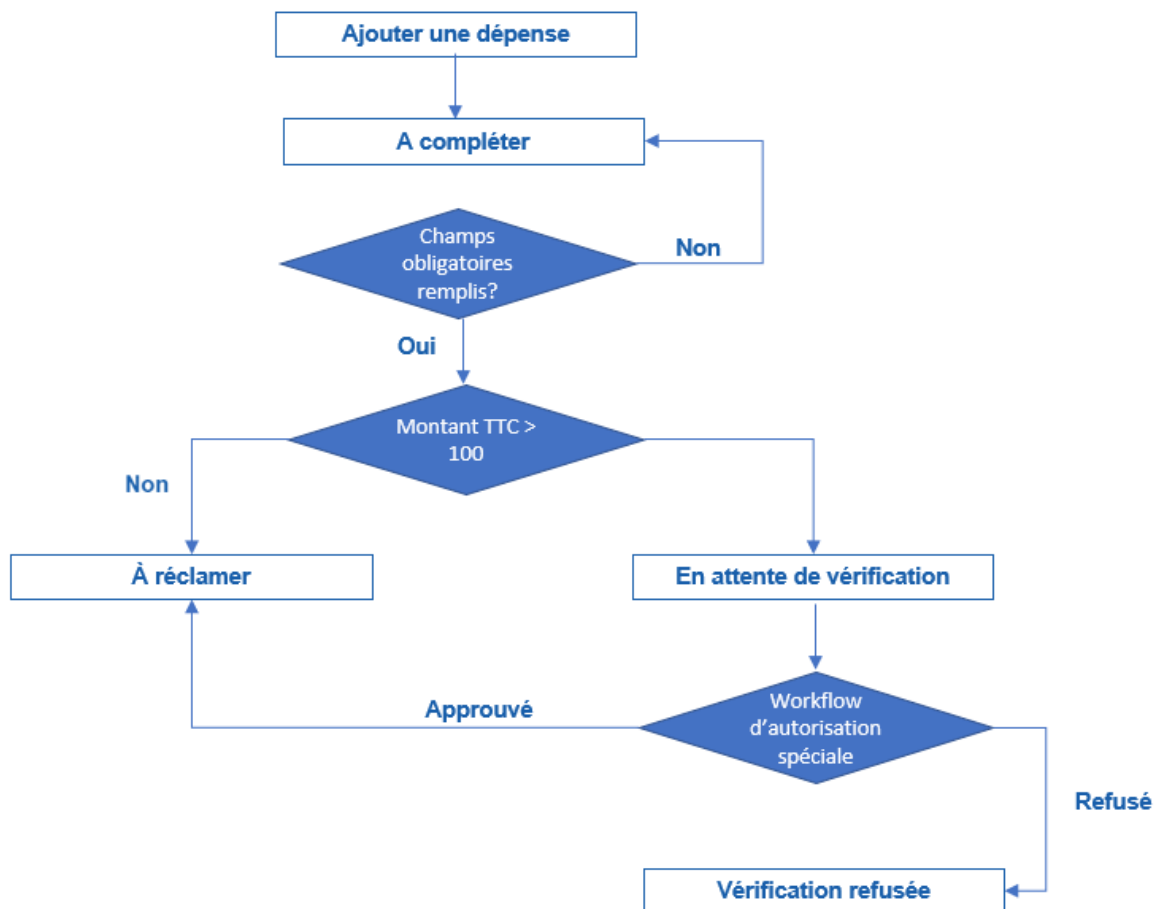 Ajouter une dépense
A compléter
Champs
obligatoires
remplis?
Non
Oui
Montant TTC >
100
Non
À réclamer
En attente de vérification
Approuvé
Workflow
d'autorisation
spéciale
Refusé
Vérification refusée